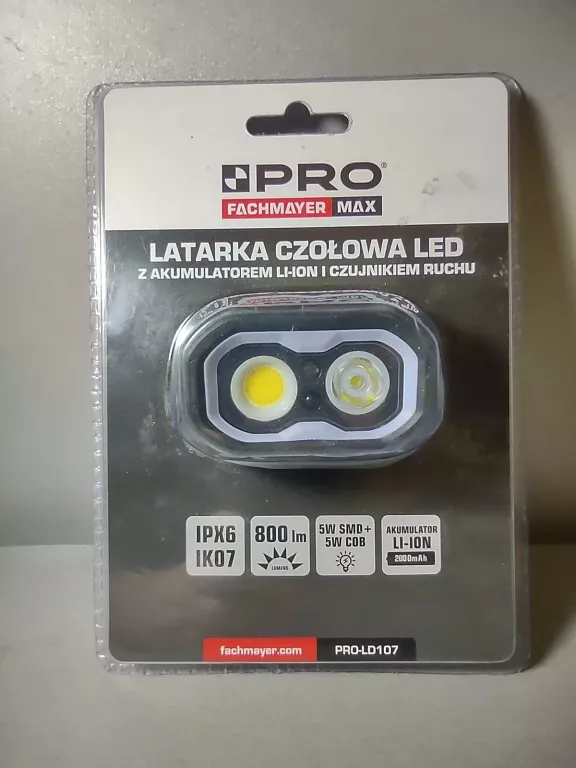 PRO®
FACHMAYER MAX
LATARKA CZOŁOWA LED
Z AKUMULATOREM LI-ION I CZUJNIKIEM RUCHU
IPX6
IK07
800 lm
LUMENS
5W SMD+
5W COB
AKUMULATOR
LI-ION
2000mAh
fachmayer.com PRO-LD107